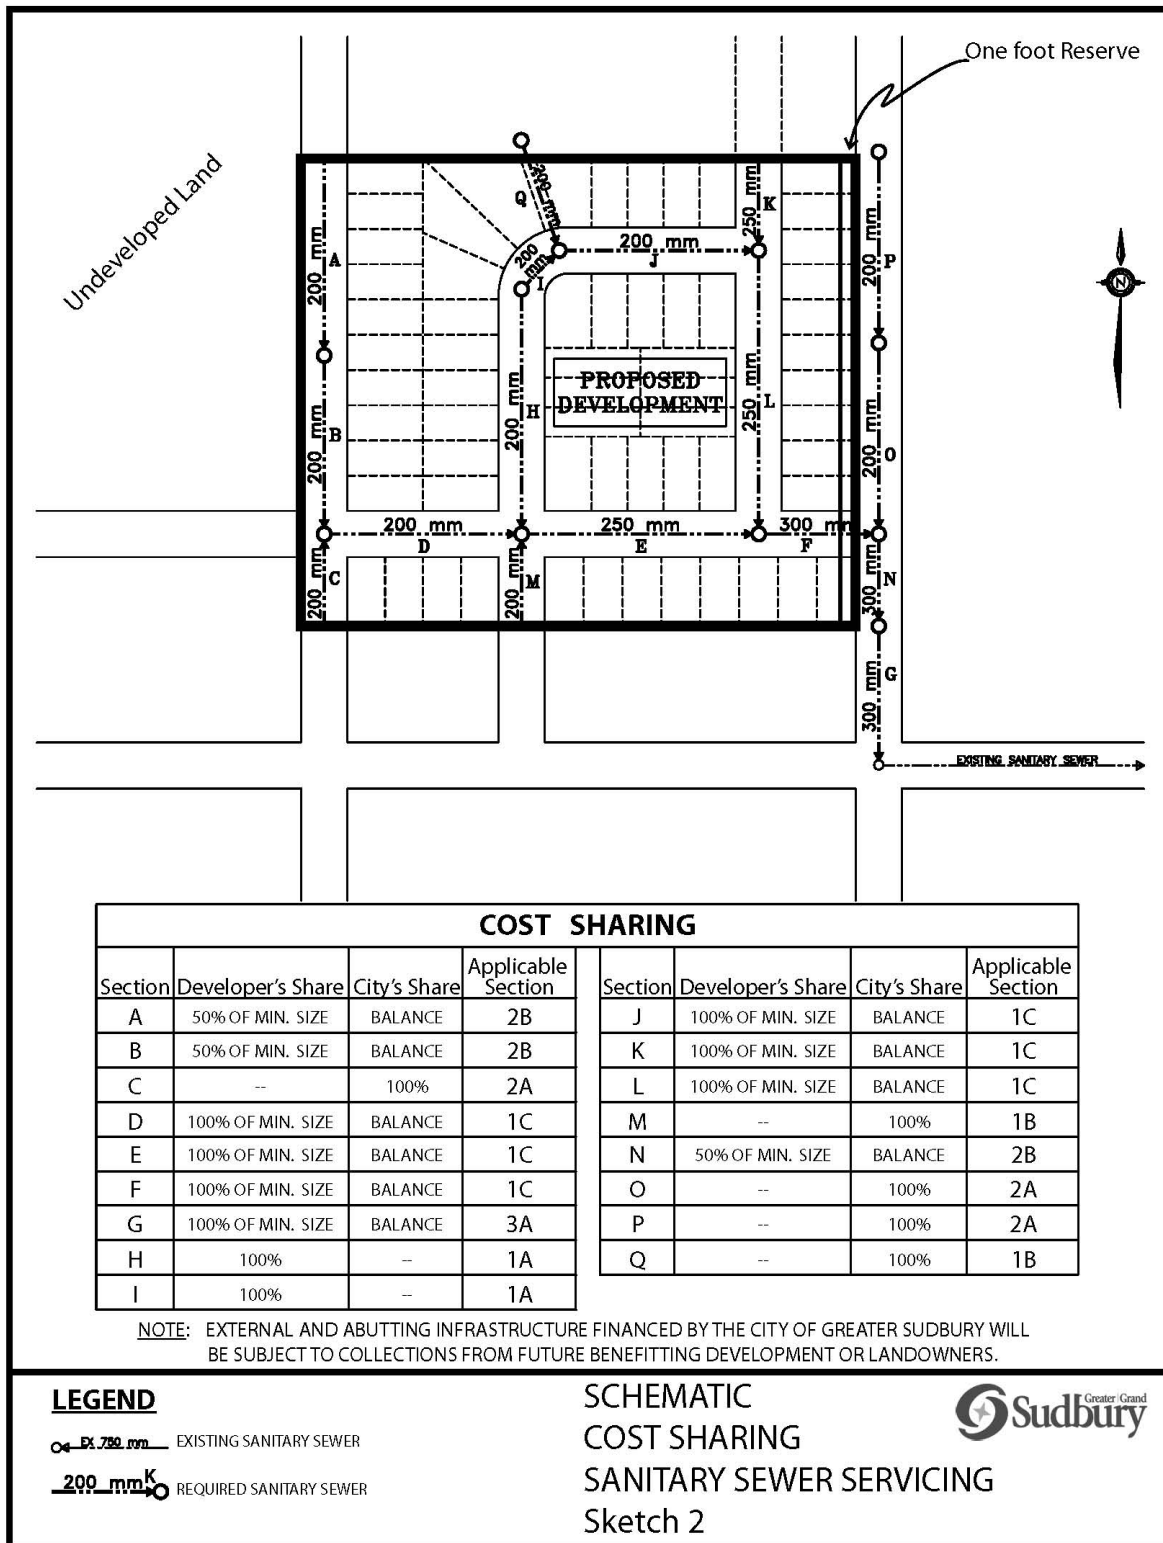 One foot Reserve
Undeveloped Land
200 mm
Q
250 mm
K
200 mm
A
200 mm
J
200 mm
P
200 mm
I
N
200 mm
PROPOSED
DEVELOPMENT
200 mm
H
250 mm
L
200 mm
B
200 mm
O
200 mm
D
250 mm
E
300 mm
F
200 mm
C
200 mm
M
300 mm
N
300 mm
G
EXISTING SANITARY SEWER
COST SHARING
Section Developer's Share City's Share Applicable Section Section Developer's Share City's Share Applicable Section
A 50% OF MIN. SIZE BALANCE 2B J 100% OF MIN. SIZE BALANCE 1C
B 50% OF MIN. SIZE BALANCE 2B K 100% OF MIN. SIZE BALANCE 1C
C -- 100% 2A L 100% OF MIN. SIZE BALANCE 1C
D 100% OF MIN. SIZE BALANCE 1C M -- 100% 1B
E 100% OF MIN. SIZE BALANCE 1C N 50% OF MIN. SIZE BALANCE 2B
F 100% OF MIN. SIZE BALANCE 1C O -- 100% 2A
G 100% OF MIN. SIZE BALANCE 3A P -- 100% 2A
H 100% -- 1A Q -- 100% 1B
I 100% -- 1A
NOTE: EXTERNAL AND ABUTTING INFRASTRUCTURE FINANCED BY THE CITY OF GREATER SUDBURY WILL
BE SUBJECT TO COLLECTIONS FROM FUTURE BENEFITTING DEVELOPMENT OR LANDOWNERS.
LEGEND
EX 750 mm EXISTING SANITARY SEWER
200 mm K REQUIRED SANITARY SEWER
SCHEMATIC
COST SHARING
SANITARY SEWER SERVICING
Sketch 2
Greater Grand
Sudbury